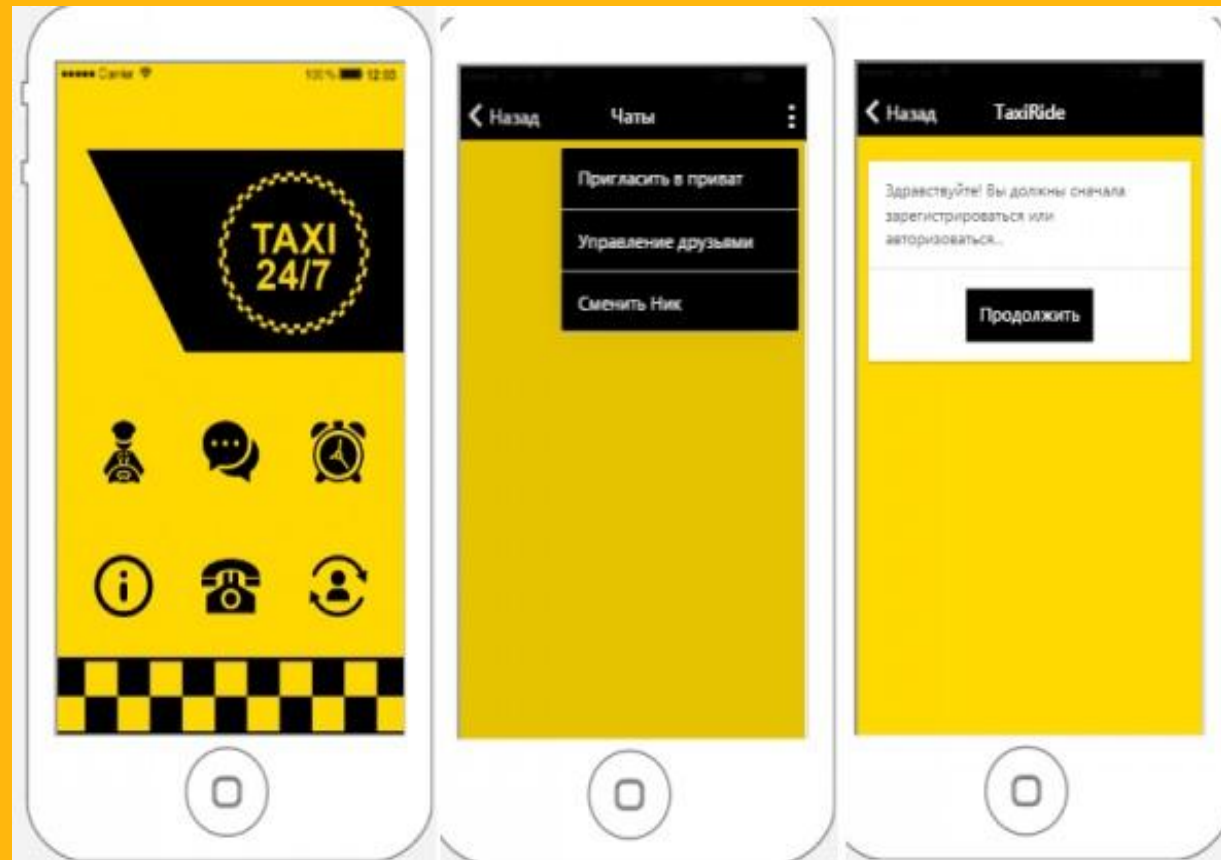 Carrier
100% 12:00
TAXI
24/7
Назад
Чаты
Пригласить в приват
Управление друзьями
Сменить Ник
Назад
TaxiRide
Здравствуйте! Вы должны сначала
зарегистрироваться или
авторизоваться...
Продолжить